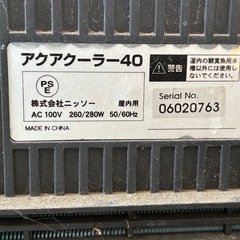 アクアクーラー40
PS
E
株式会社ニッソー 屋内用
AC 100V 260/280W 50/60Hz
MADE IN CHINA
警告
屋内の観賞魚用水
槽以外には使用し
ないでください。
Serial No.
06020763